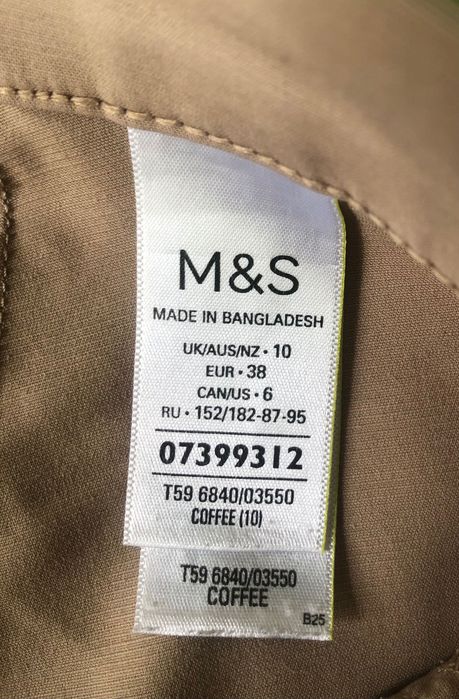 M&S
MADE IN BANGLADESH
UK/AUS/NZ • 10
EUR • 38
CAN/US • 6
RU • 152/182-87-95
07399312
T59 6840/03550
COFFEE (10)
T59 6840/03550
COFFEE
B25